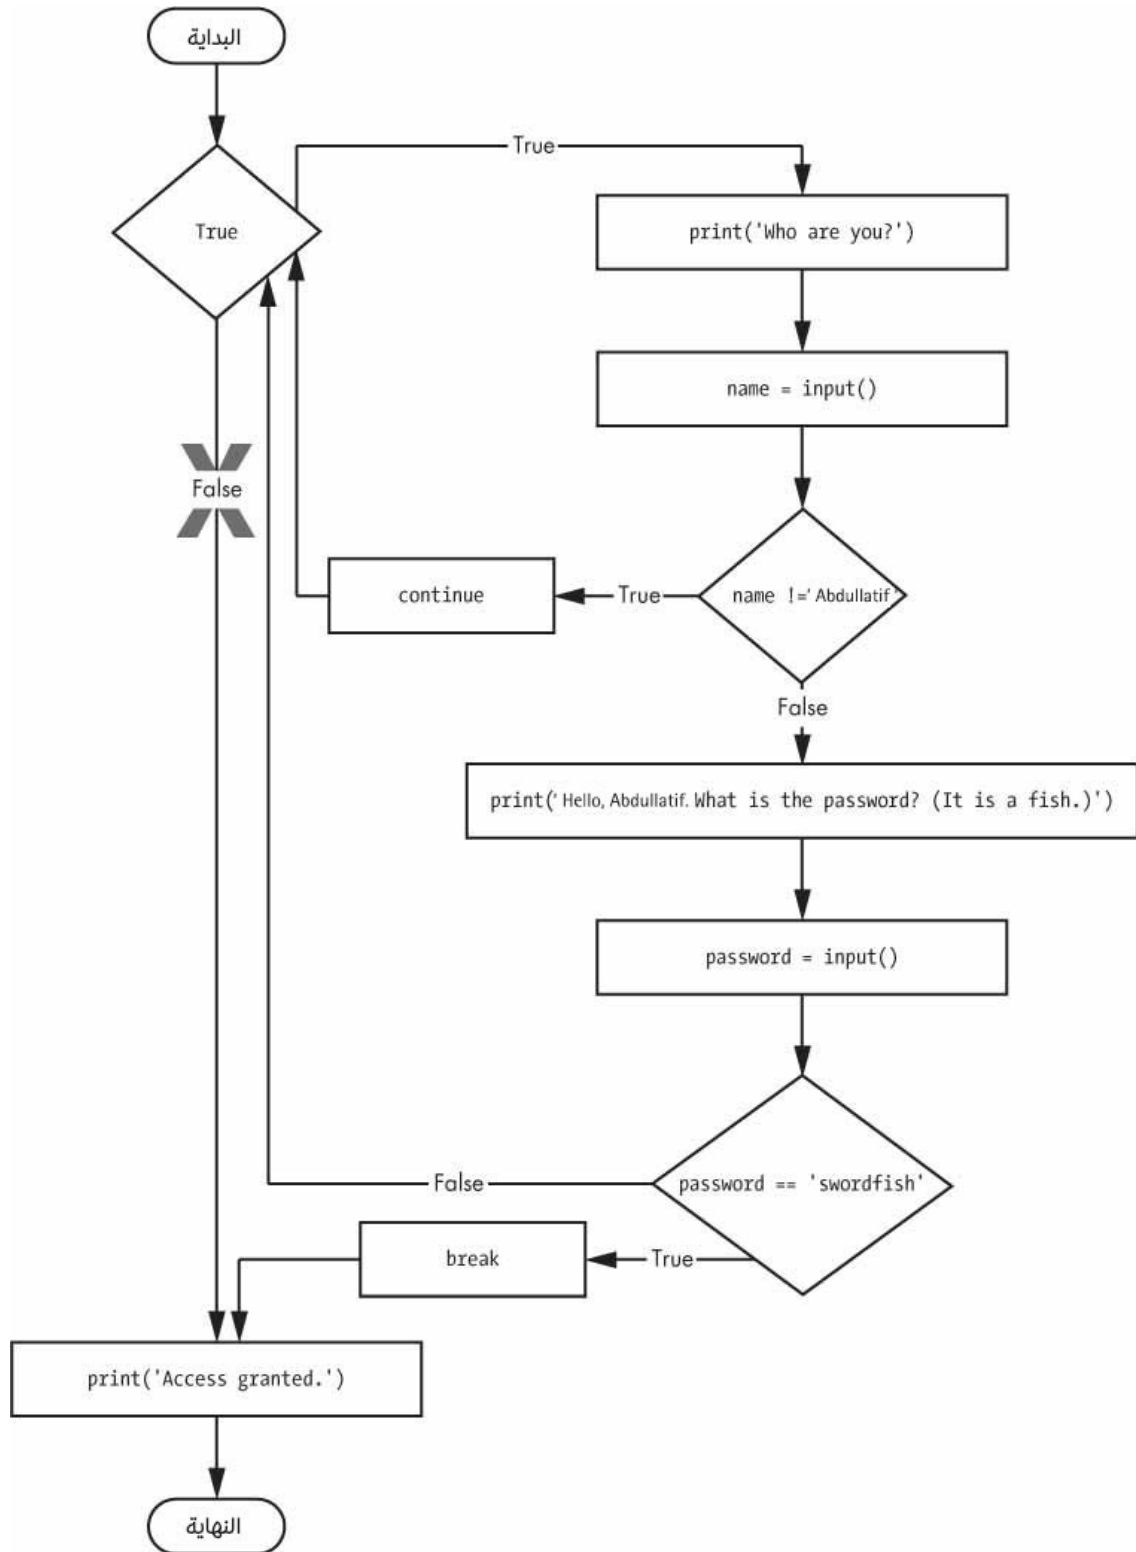 البداية
True
True
print('Who are you?')
name = input()
False
continue
True
name !=' Abdullatif '
False
print(' Hello, Abdullatif. What is the password? (It is a fish.)')
password = input()
False
password == 'swordfish'
break
True
print('Access granted.')
النهاية